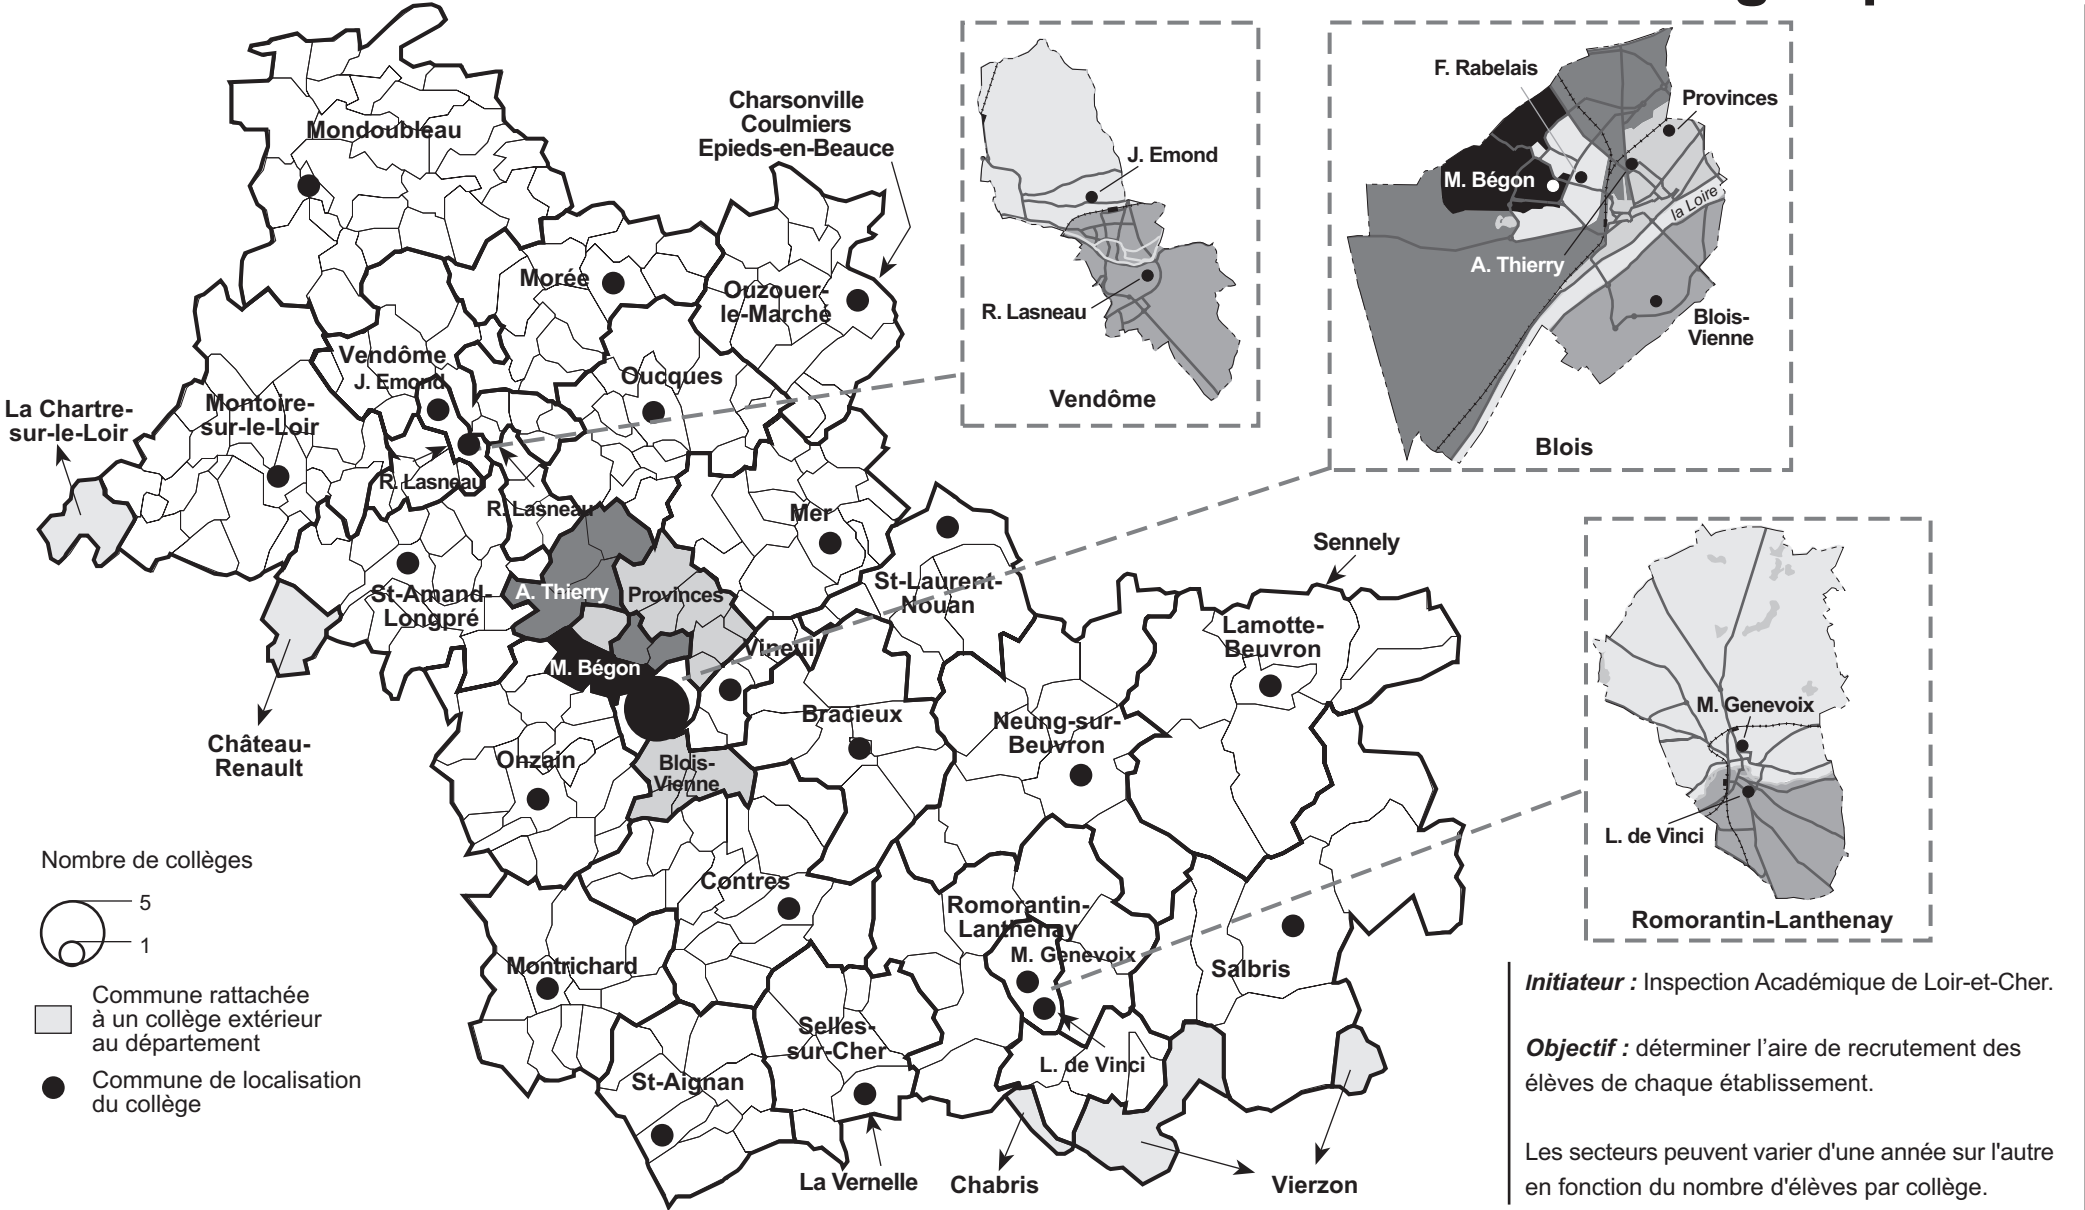 Mondoubleau
Charsonville
Coulmiers
Epieds-en-Beauce
Morée
Ouzouer-
le-Marché
Vendôme
J. Emond
Oucques
La Chartre-
sur-le-Loir
Montoire-
sur-le-Loir
R. Lasneau
R. Lasneau
Mer
St-Amand-
Longpré
A. Thierry
Provinces
St-Laurent-
Nouan
Sennely
Vineuil
M. Bégon
Lamotte-
Beuvron
Château-
Renault
Onzain
Blois-
Vienne
Bracieux
Neung-sur-
Beuvron
Contres
Romorantin-
Lanthenay
M. Genevoix
Montrichard
Salbris
Selles-
sur-Cher
L. de Vinci
St-Aignan
La Vernelle
Chabris
Vierzon
J. Emond
R. Lasneau
Vendôme
F. Rabelais
Provinces
M. Bégon
la Loire
A. Thierry
Blois-
Vienne
Blois
M. Genevoix
L. de Vinci
Romorantin-Lanthenay
Nombre de collèges
5
1
Commune rattachée
à un collège extérieur
au département
Commune de localisation
du collège
Initiateur : Inspection Académique de Loir-et-Cher.
Objectif : déterminer l’aire de recrutement des
élèves de chaque établissement.
Les secteurs peuvent varier d'une année sur l'autre
en fonction du nombre d'élèves par collège.